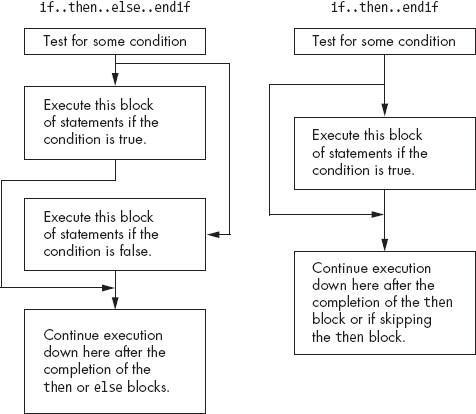 if..then..else..endif
Test for some condition
Execute this block
of statements if the
condition is true.
Execute this block
of statements if the
condition is false.
Continue execution
down here after the
completion of the
then or else blocks.
if..then..endif
Test for some condition
Execute this block
of statements if the
condition is true.
Continue execution
down here after the
completion of the then
block or if skipping
the then block.